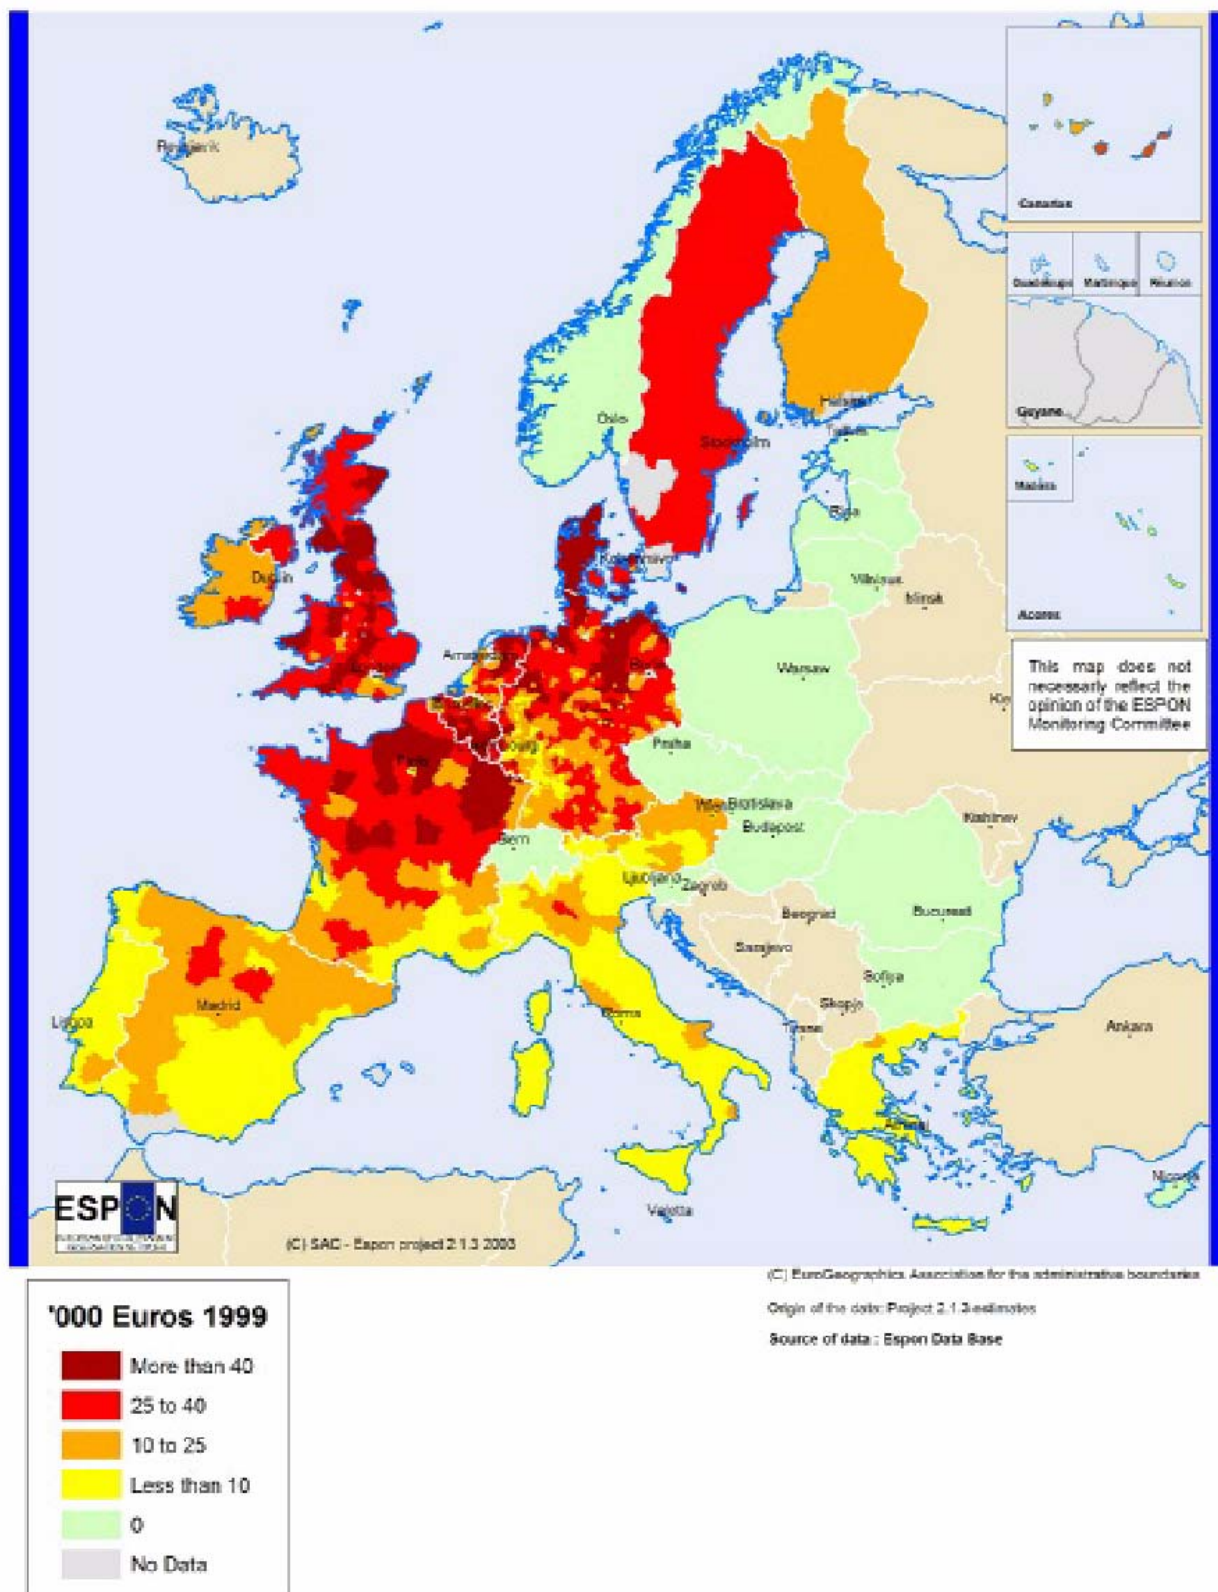 Reykjavik
Canarias
Guadeloupe Martinique Réunion
Guyane
Madeira
Acores
Oslo
Helsinki
Stockholm
Tallinn
Riga
Vilnius
Minsk
Dublin
London
Amsterdam
Berlin
Warsaw
This map does not
necessarily reflect the
opinion of the ESPON
Monitoring Committee
Praha
Paris
Wien Bratislava
Budapest
Kishinev
Bern
Ljubljana
Zagreb
Beograd
Bucuresti
Sarajevo
Sofija
Skopje
Madrid
Roma
Tirane
Ankara
Lisboa
Athinai
Nicosia
Valletta
ESPON
(C) SAC - Espon project 2.1.3 2003
(C) EuroGeographics Association for the administrative boundaries
Origin of the data: Project 2.1.3 estimates
Source of data : Espon Data Base
'000 Euros 1999
More than 40
25 to 40
10 to 25
Less than 10
0
No Data